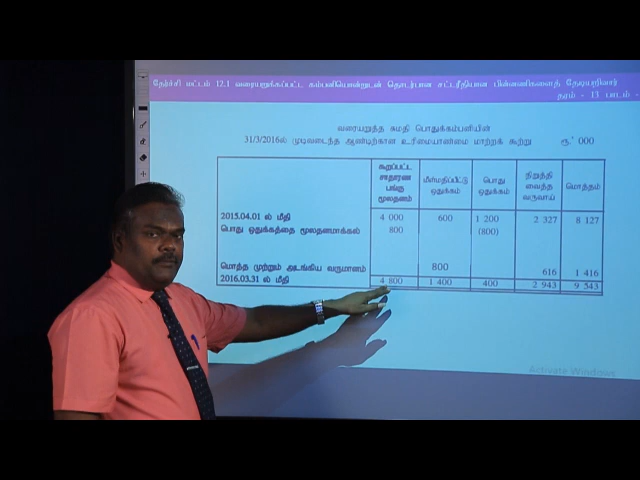 தேர்ச்சி மட்டம் 12.1 வரையறுக்கப்பட்ட கம்பனியொன்றுடன் தொடர்பான சட்டரீதியான பின்னணிகளைத் தேடியறிவார்
தரம் - 13 பாடம் -
வரையறுத்த சுமதி பொதுக்கம்பனியின்
31/3/2016ல் முடிவடைந்த ஆண்டிற்கான உரிமையாண்மை மாற்றக் கூற்று ரூ.' 000
கூறப்பட்ட சாதாரண பங்கு மூலதனம் மீள்மதிப்பீட்டு ஒதுக்கம் பொது ஒதுக்கம் நிறுத்தி வைத்த வருவாய் மொத்தம்
2015.04.01 ல் மீதி 4 000 600 1 200 2 327 8 127
பொது ஒதுக்கத்தை மூலதனமாக்கல் 800 (800)
மொத்த முற்றும் அடங்கிய வருமானம் 800 616 1 416
2016.03.31 ல் மீதி 4 800 1 400 400 2 943 9 543
Activate Windows